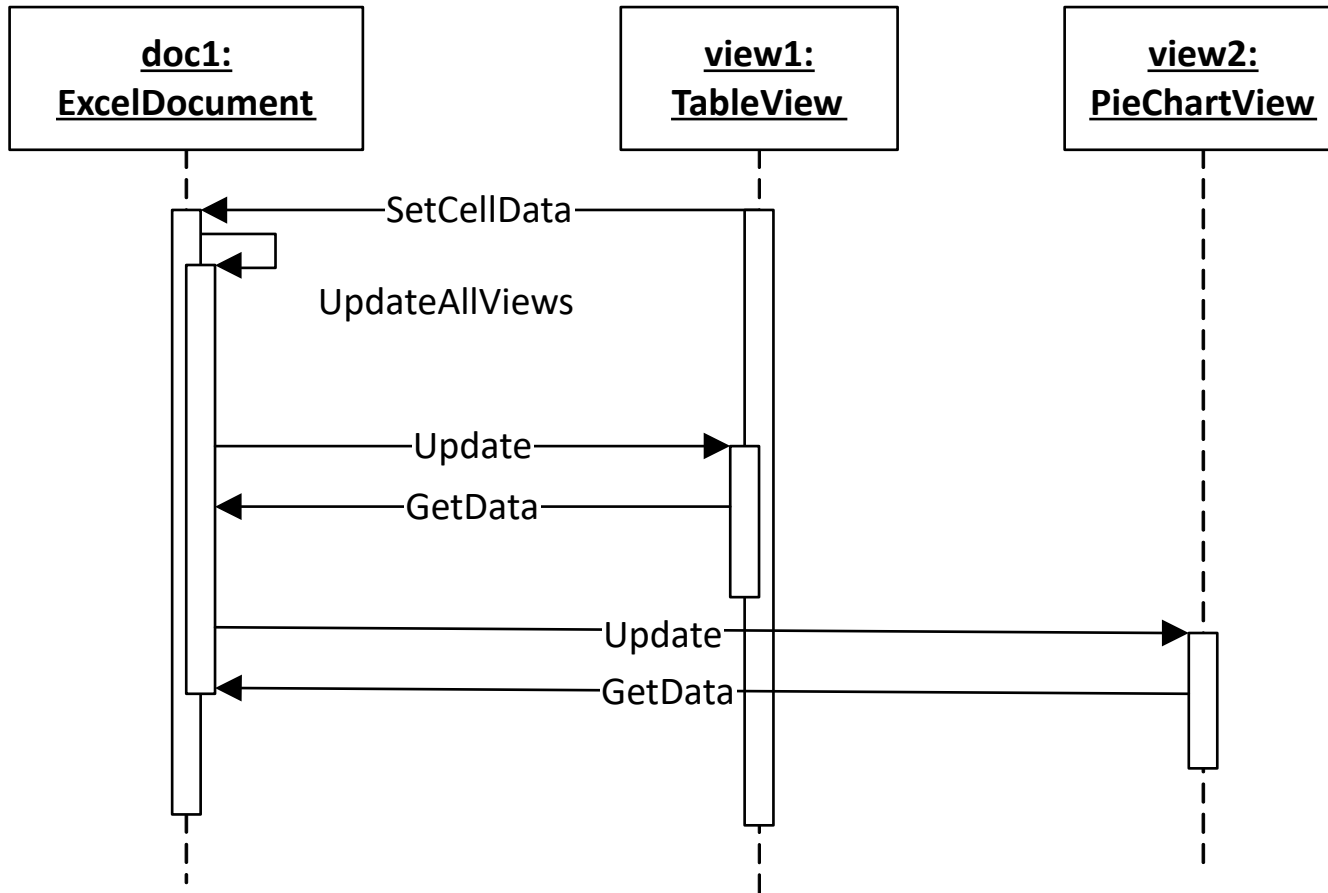 doc1:
ExcelDocument
view1:
TableView
view2:
PieChartView
SetCellData
UpdateAllViews
Update
GetData
Update
GetData